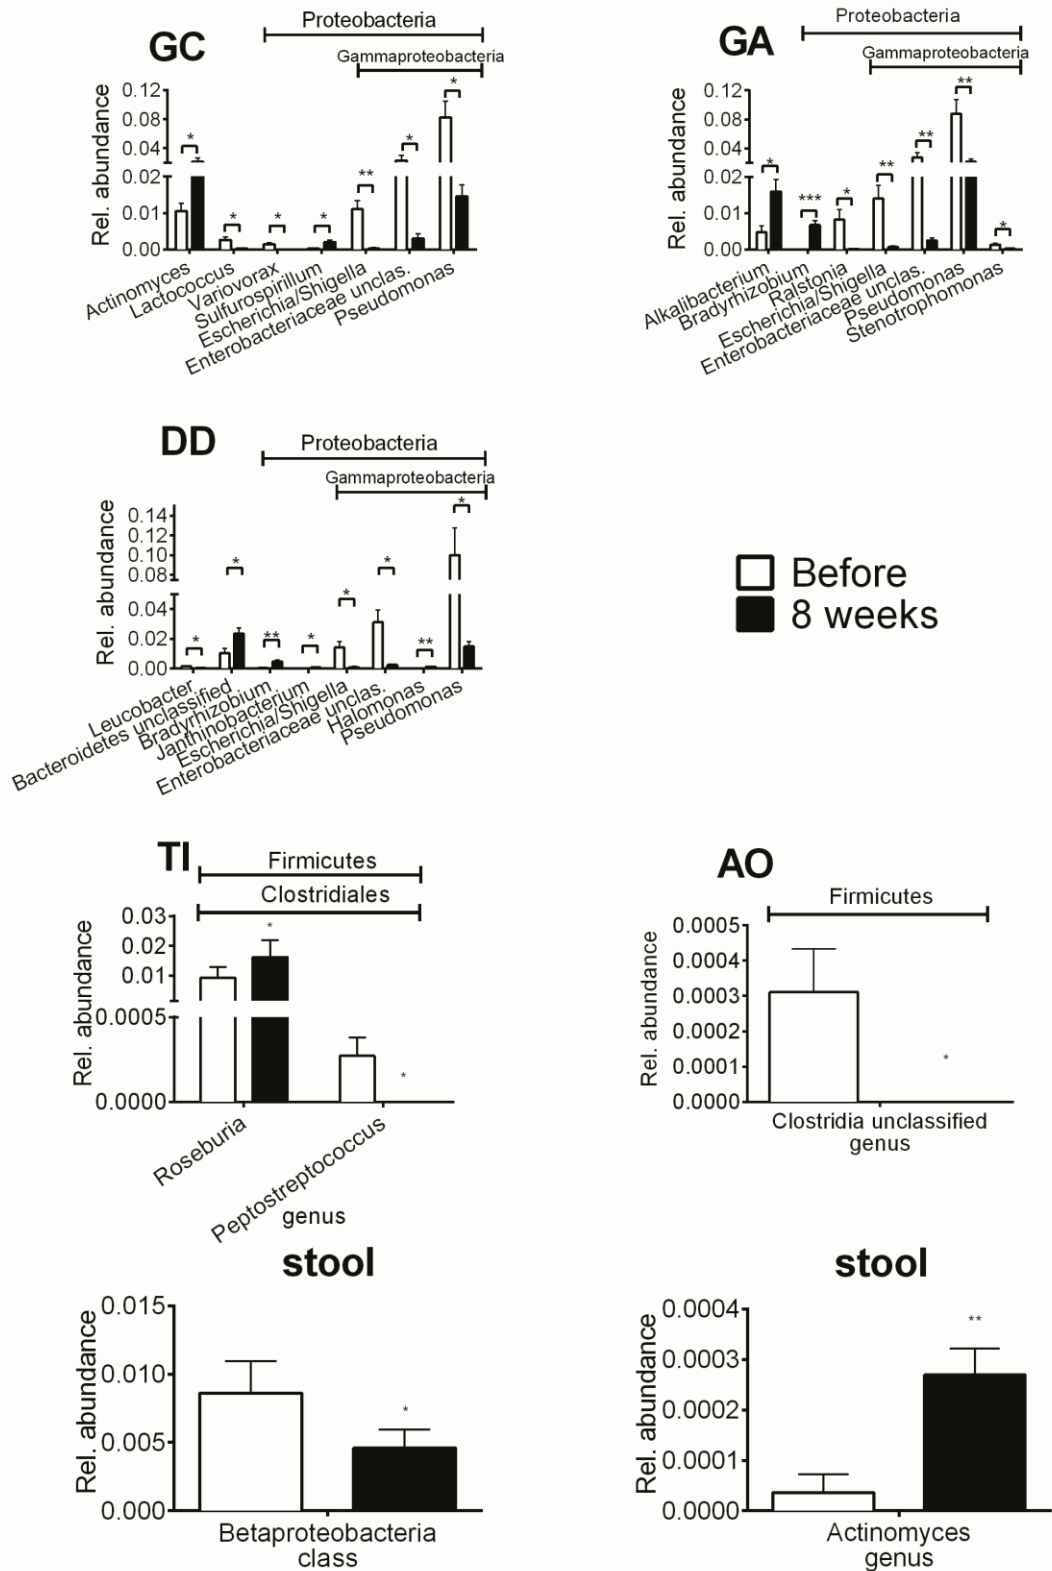 GC
Proteobacteria
Gammaproteobacteria
Rel. abundance
0.12
0.08
0.04
0.02
0.01
0.00
* * * * ** * *
Actinomyces
Lactococcus
Variovorax
Sulfurospirillum
Escherichia/Shigella
Enterobacteriaceae unclas.
Pseudomonas
GA
Proteobacteria
Gammaproteobacteria
Rel. abundance
0.12
0.08
0.04
0.02
0.01
0.00
* *** * ** ** ** *
Alkalibacterium
Bradyrhizobium
Ralstonia
Escherichia/Shigella
Enterobacteriaceae unclas.
Pseudomonas
Stenotrophomonas
DD
Proteobacteria
Gammaproteobacteria
Rel. abundance
0.14
0.12
0.10
0.08
0.04
0.02
0.00
* * ** * * * ** *
Leucobacter
Bacteroidetes unclassified
Bradyrhizobium
Janthinobacterium
Escherichia/Shigella
Enterobacteriaceae unclas.
Halomonas
Pseudomonas
Before
8 weeks
TI
Firmicutes
Clostridiales
Rel. abundance
0.03
0.02
0.01
0.0005
0.0000
* *
Roseburia
Peptostreptococcus
genus
AO
Firmicutes
Rel. abundance
0.0005
0.0004
0.0003
0.0002
0.0001
0.0000
*
Clostridia unclassified
genus
stool
Rel. abundance
0.015
0.010
0.005
0.000
*
Betaproteobacteria
class
stool
Rel. abundance
0.0004
0.0003
0.0002
0.0001
0.0000
**
Actinomyces
genus